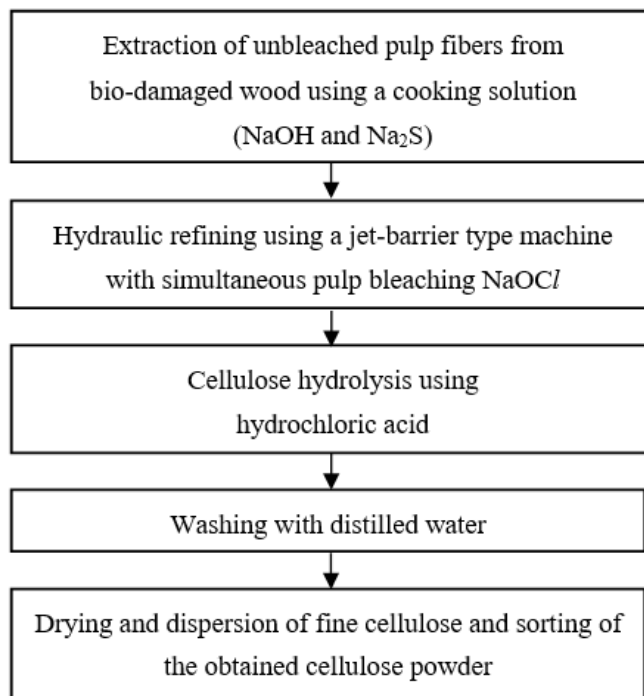 Extraction of unbleached pulp fibers from
bio-damaged wood using a cooking solution
(NaOH and Na₂S)
Hydraulic refining using a jet-barrier type machine
with simultaneous pulp bleaching NaOCl
Cellulose hydrolysis using
hydrochloric acid
Washing with distilled water
Drying and dispersion of fine cellulose and sorting of
the obtained cellulose powder